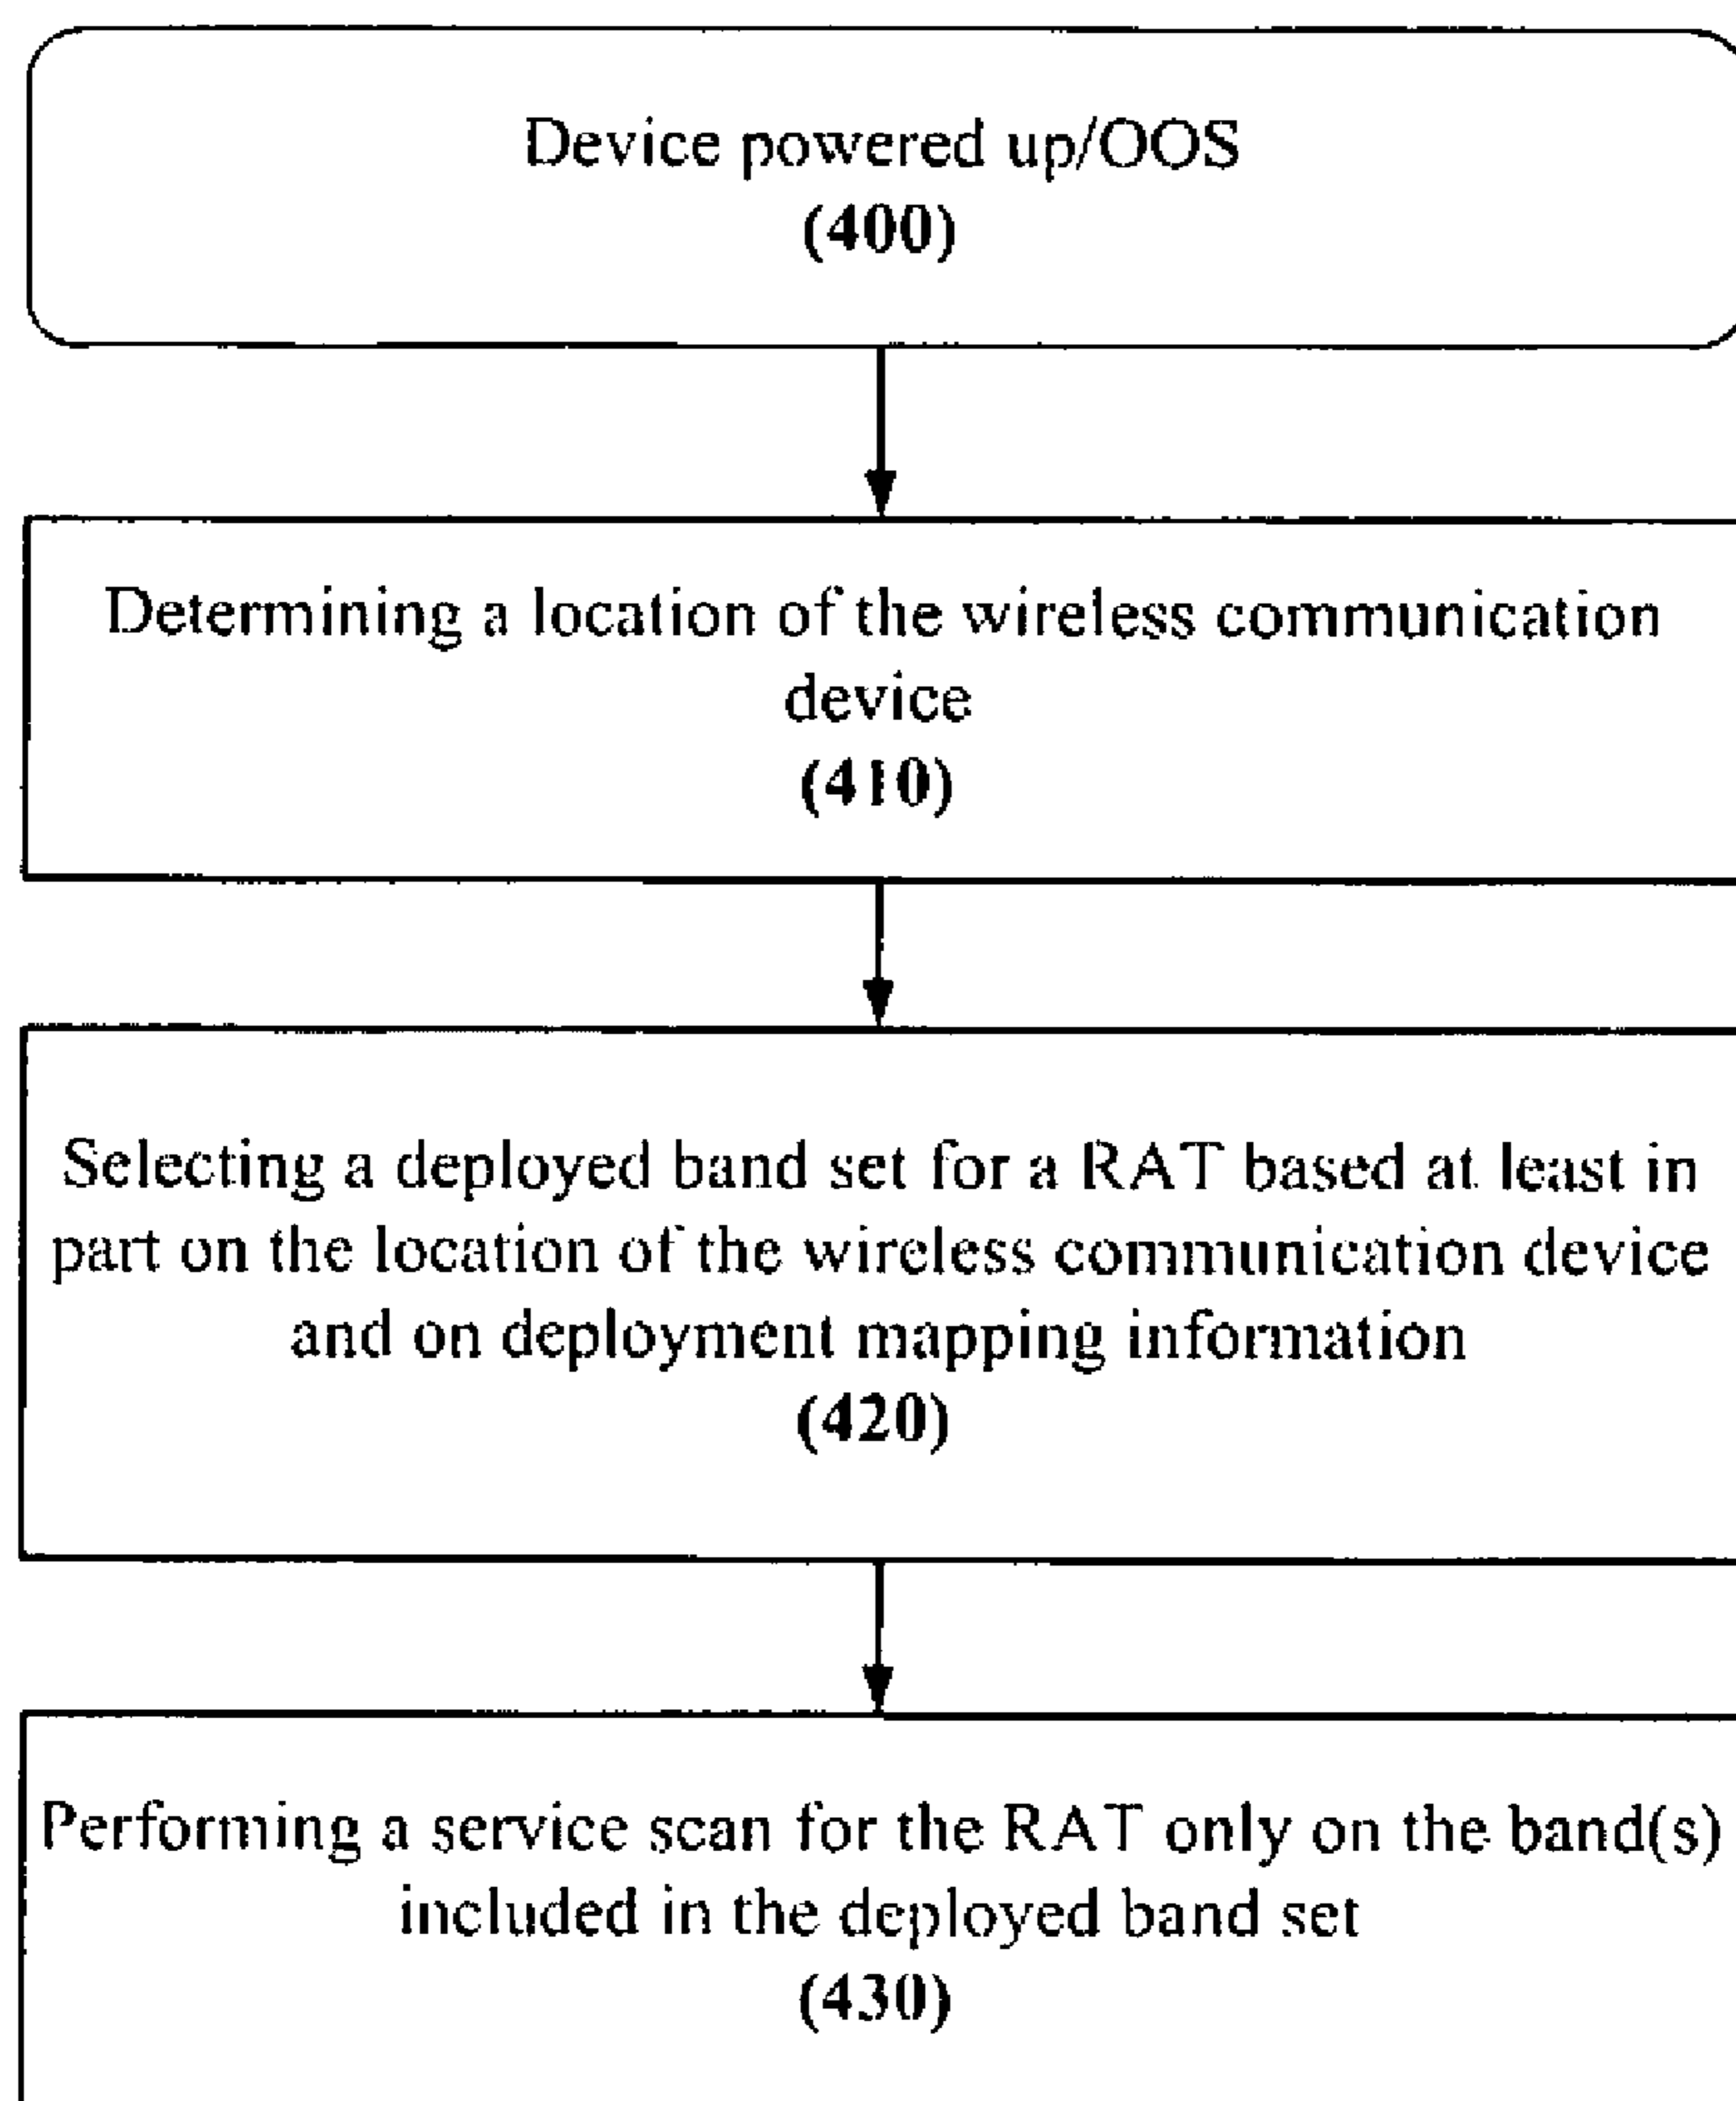 Device powered up/OOS
(400)
Determining a location of the wireless communication
device
(410)
Selecting a deployed band set for a RAT based at least in
part on the location of the wireless communication device
and on deployment mapping information
(420)
Performing a service scan for the RAT only on the band(s)
included in the deployed band set
(430)